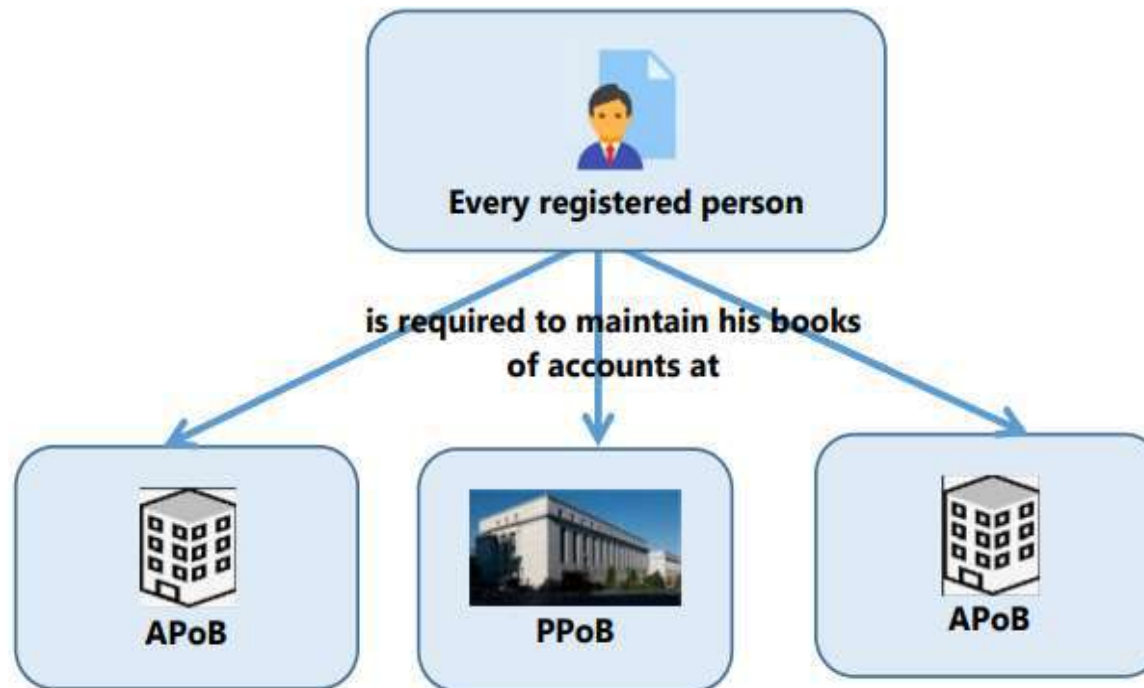 Every registered person
is required to maintain his books
of accounts at
APoB
PPoB
APoB